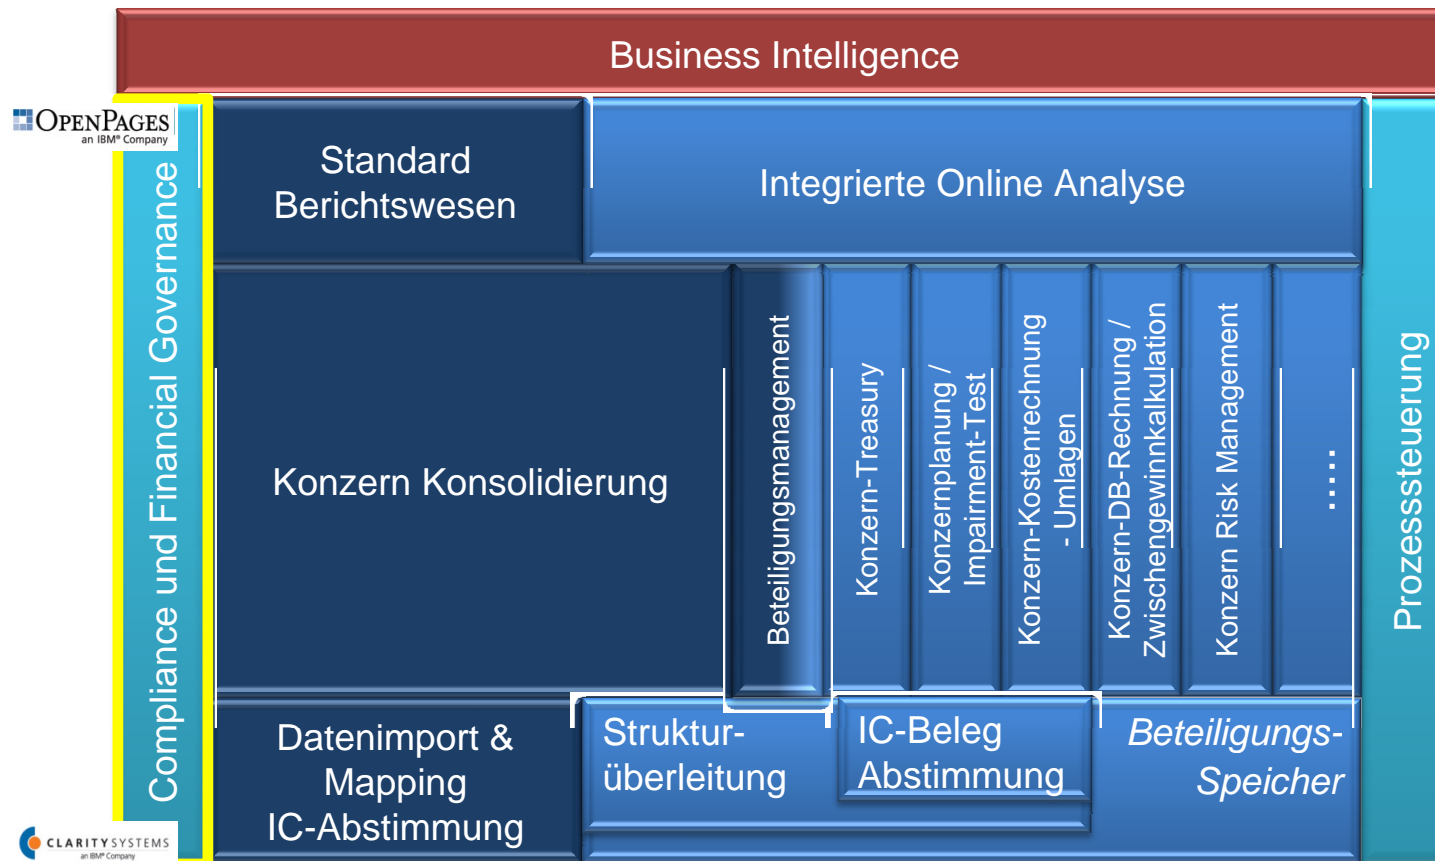 Business Intelligence
OPENPAGES
an IBM® Company
Compliance und Financial Governance
Standard
Berichtswesen
Integrierte Online Analyse
Konzern Konsolidierung
Beteiligungsmanagement
Konzern-Treasury
Konzernplanung /
Impairment-Test
Konzern-Kostenrechnung
- Umlagen
Konzern-DB-Rechnung /
Zwischengewinnkalkulation
Konzern Risk Management
.....
Prozesssteuerung
Datenimport &
Mapping
IC-Abstimmung
Struktur-
überleitung
IC-Beleg
Abstimmung
Beteiligungs-
Speicher
CLARITYSYSTEMS
an IBM® Company